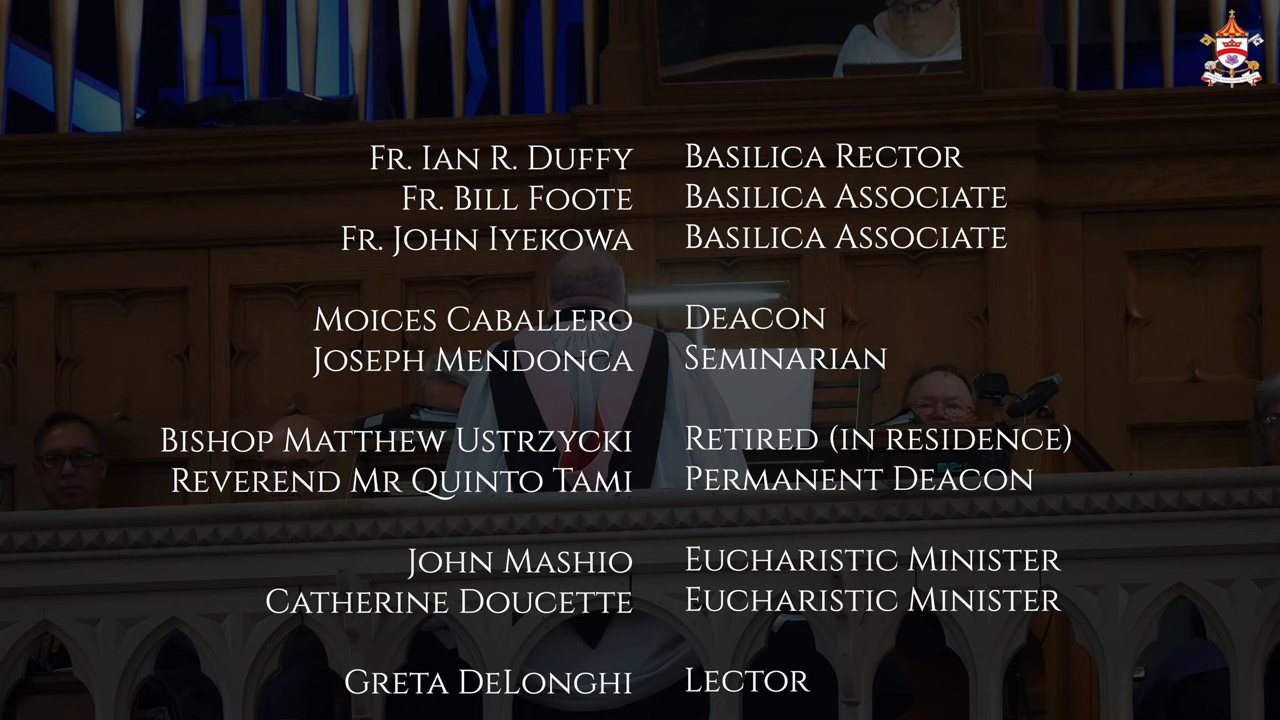 Fr. Ian R. Duffy Basilica Rector
Fr. Bill Foote Basilica Associate
Fr. John Iyekowa Basilica Associate
Moices Caballero Deacon
Joseph Mendonca Seminarian
Bishop Matthew Ustrzycki Retired (in residence)
Reverend Mr Quinto Tami Permanent Deacon
John Mashio Eucharistic Minister
Catherine Doucette Eucharistic Minister
Greta DeLonghi Lector